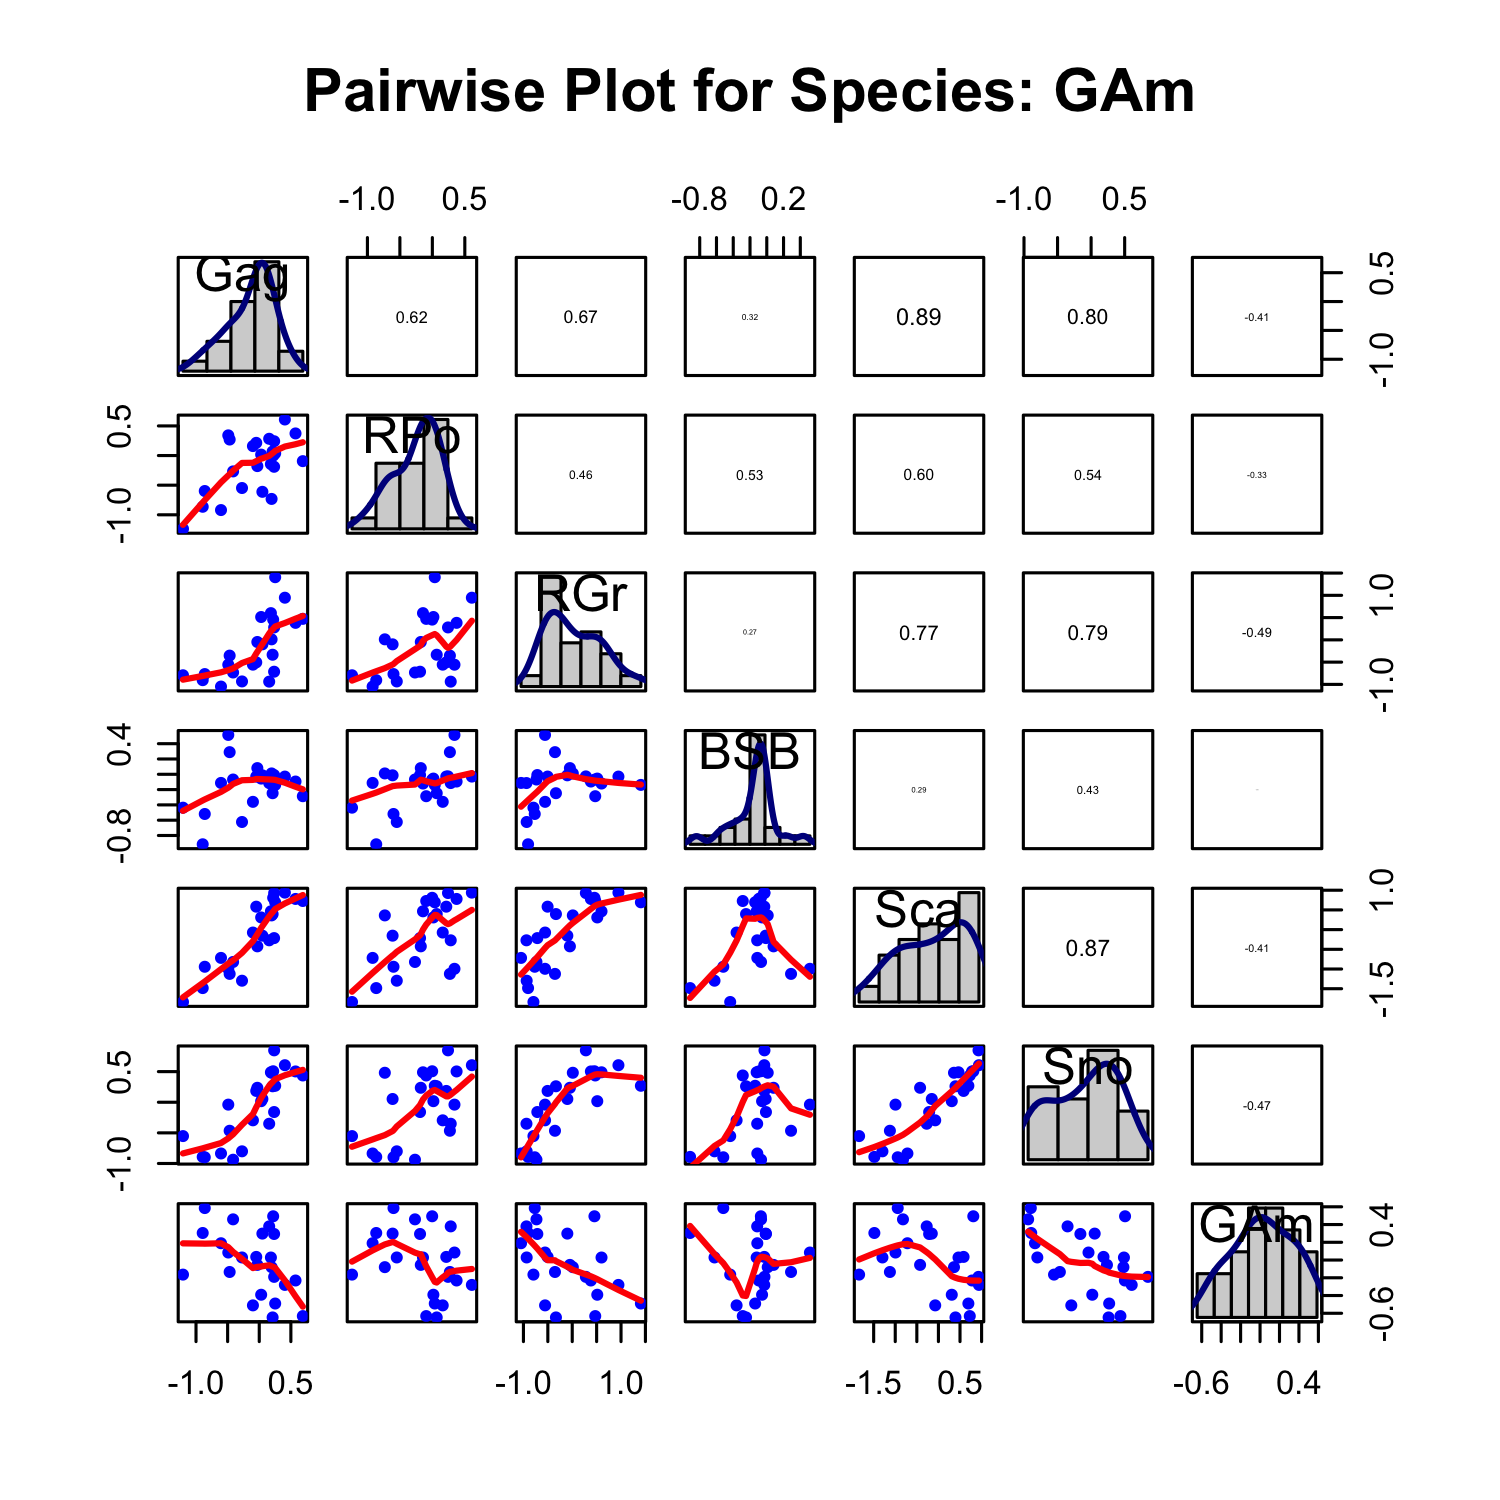 Pairwise Plot for Species: GAm
-1.0 0.5 -0.8 0.2 -1.0 0.5
Gag 0.62 0.67 0.32 0.89 0.80 -0.41 -1.0 0.5
-1.0 0.5 RPo 0.46 0.53 0.60 0.54 -0.33
RGr 0.27 0.77 0.79 -0.49 -1.0 1.0
-0.8 0.4 BSB 0.29 0.43
Sca 0.87 -0.41 -1.5 1.0
-1.0 0.5 Sno -0.47
GAm -0.6 0.4
-1.0 0.5 -1.0 1.0 -1.5 0.5 -0.6 0.4